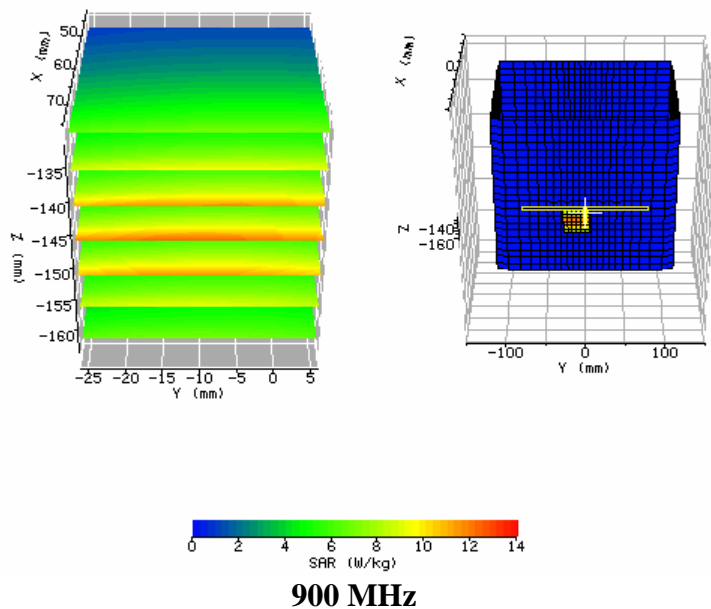 X (mm)
50
60
70
-135
-140
-145
-150
-155
-160
Z (mm)
-25 -20 -15 -10 -5 0 5
Y (mm)
X (mm)
0
Z
-140
-160
-100 0 100
Y (mm)
0 2 4 6 8 10 12 14
SAR (W/kg)
900 MHz